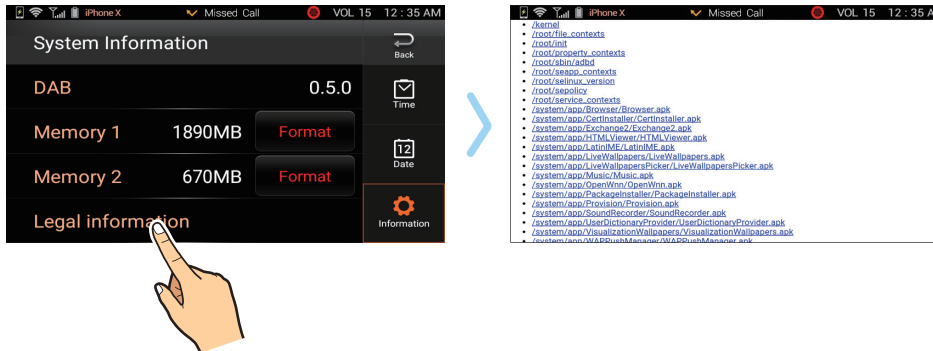 iPhone X Missed Call VOL 15 12 : 35 AM
System Information
Back
DAB 0.5.0
Time
Memory 1 1890MB Format
12
Date
Memory 2 670MB Format
Legal information
Information
iPhone X Missed Call VOL 15 12 : 35 A
/kernel
/root/file_contexts
/root/init
/root/property_contexts
/root/sbin/adbd
/root/seapp_contexts
/root/selinux_version
/root/sepolicy
/root/service_contexts
/system/app/Browser/Browser.apk
/system/app/CertInstaller/CertInstaller.apk
/system/app/Exchange2/Exchange2.apk
/system/app/HTMLViewer/HTMLViewer.apk
/system/app/LatinIME/LatinIME.apk
/system/app/LiveWallpapers/LiveWallpapers.apk
/system/app/LiveWallpapersPicker/LiveWallpapersPicker.apk
/system/app/Music/Music.apk
/system/app/OpenWnn/OpenWnn.apk
/system/app/PackageInstaller/PackageInstaller.apk
/system/app/Provision/Provision.apk
/system/app/SoundRecorder/SoundRecorder.apk
/system/app/UserDictionaryProvider/UserDictionaryProvider.apk
/system/app/VisualizationWallpapers/VisualizationWallpapers.apk
/system/app/WAPPushManager/WAPPushManager.apk